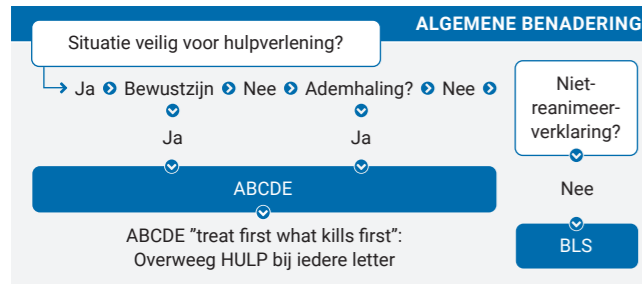 ALGEMENE BENADERING
Situatie veilig voor hulpverlening?
Ja Bewustzijn Nee Ademhaling? Nee
Niet-
reanimeer-
verklaring?
Ja Ja
ABCDE
Nee
ABCDE "treat first what kills first":
Overweeg HULP bij iedere letter
BLS